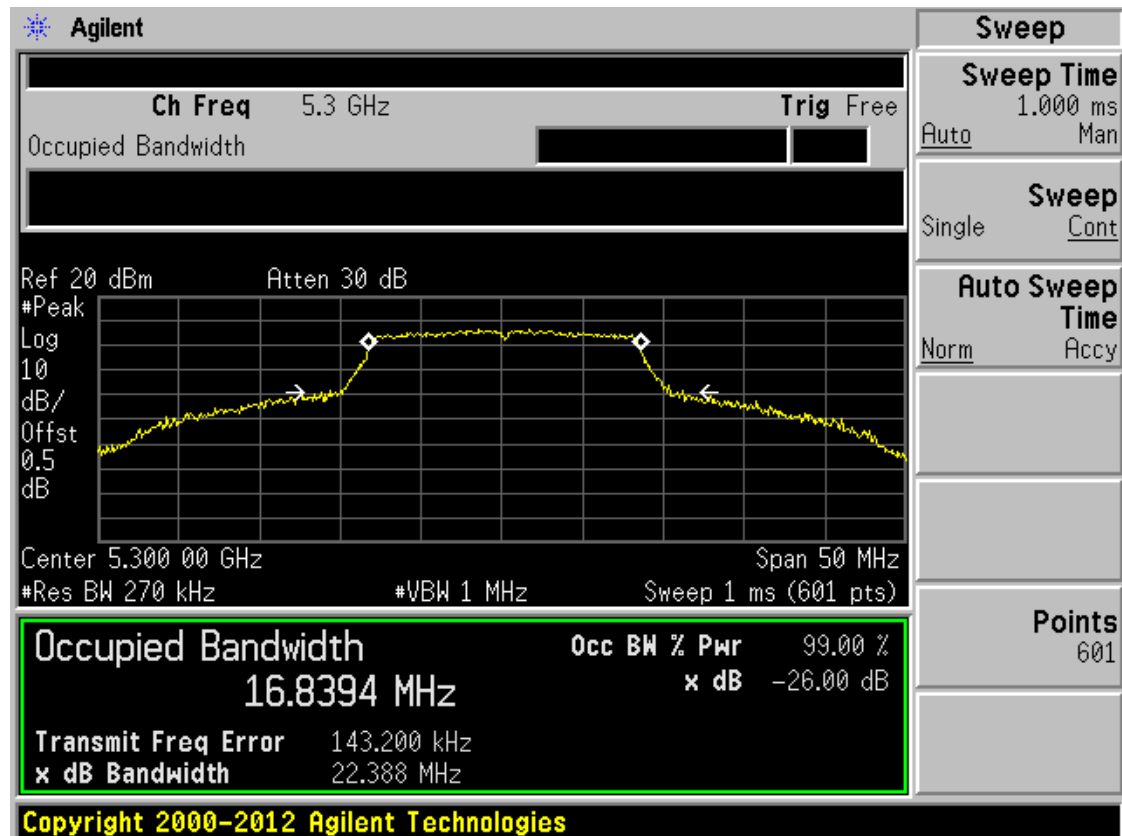 Agilent
Sweep
Ch Freq 5.3 GHz Trig Free
Occupied Bandwidth
Sweep Time
1.000 ms
Auto Man
Sweep
Single Cont
Auto Sweep
Time
Norm Accy
Points
601
Ref 20 dBm Atten 30 dB
#Peak
Log
10
dB/
Offst
0.5
dB
Center 5.300 00 GHz Span 50 MHz
#Res BW 270 kHz #VBW 1 MHz Sweep 1 ms (601 pts)
Occupied Bandwidth Occ BW % Pwr 99.00 %
16.8394 MHz x dB -26.00 dB
Transmit Freq Error 143.200 kHz
x dB Bandwidth 22.388 MHz
Copyright 2000-2012 Agilent Technologies